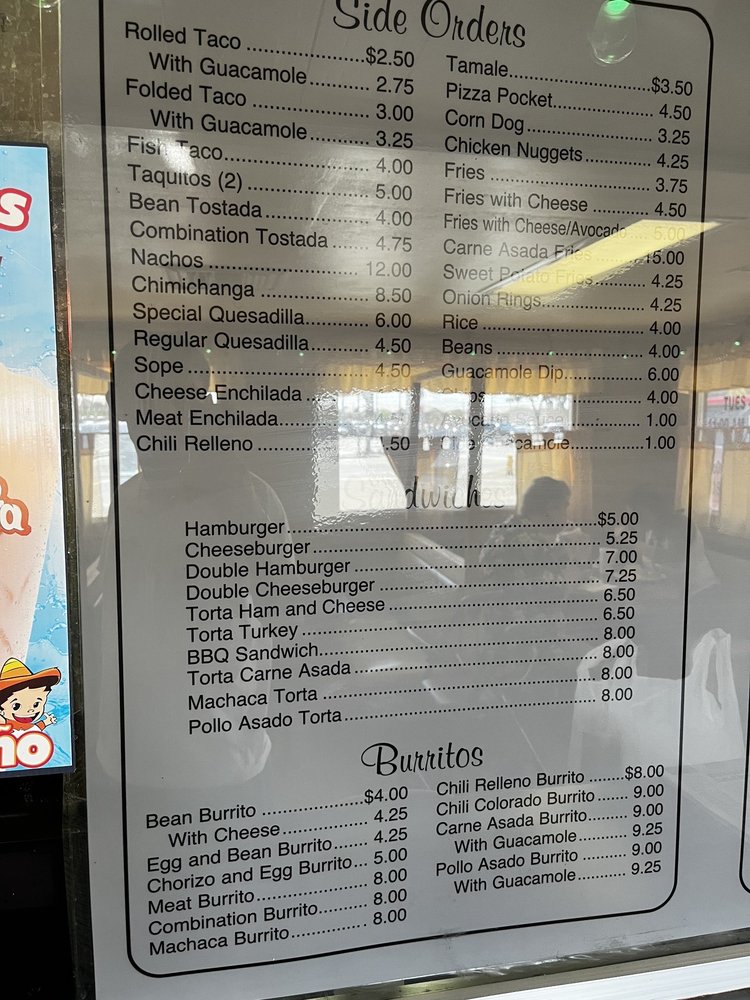 Side Orders
Rolled Taco ....................$2.50
With Guacamole.......... 2.75
Folded Taco .................. 3.00
With Guacamole.......... 3.25
Fish Taco....................... 4.00
Taquitos (2) ................... 5.00
Bean Tostada................. 4.00
Combination Tostada ...... 4.75
Nachos ......................... 12.00
Chimichanga .................. 8.50
Special Quesadilla........... 6.00
Regular Quesadilla.......... 4.50
Sope .............................. 4.50
Cheese Enchilada
Meat Enchilada
Chili Relleno
Tamale.......................$3.50
Pizza Pocket................. 4.50
Corn Dog..................... 3.25
Chicken Nuggets........... 4.25
Fries ........................... 3.75
Fries with Cheese .......... 4.50
Fries with Cheese/Avocado.... 5.00
Carne Asada Fries..........15.00
Sweet Potato Fries......... 4.25
Onion Rings.................. 4.25
Rice ............................ 4.00
Beans ......................... 4.00
Guacamole Dip.............. 6.00
4.00
1.00
1.00
Sandwiches
Hamburger......................................................$5.00
Cheeseburger................................................... 5.25
Double Hamburger ........................................... 7.00
Double Cheeseburger ....................................... 7.25
Torta Ham and Cheese ..................................... 6.50
Torta Turkey .................................................... 6.50
BBQ Sandwich................................................. 8.00
Torta Carne Asada ........................................... 8.00
Machaca Torta ................................................ 8.00
Pollo Asado Torta............................................. 8.00
Burritos
Bean Burrito ..................$4.00
With Cheese............... 4.25
Egg and Bean Burrito...... 4.25
Chorizo and Egg Burrito... 5.00
Meat Burrito................... 8.00
Combination Burrito......... 8.00
Machaca Burrito.............. 8.00
Chili Relleno Burrito ........$8.00
Chili Colorado Burrito....... 9.00
Carne Asada Burrito........ 9.00
With Guacamole.......... 9.25
Pollo Asado Burrito .......... 9.00
With Guacamole.......... 9.25
TUES